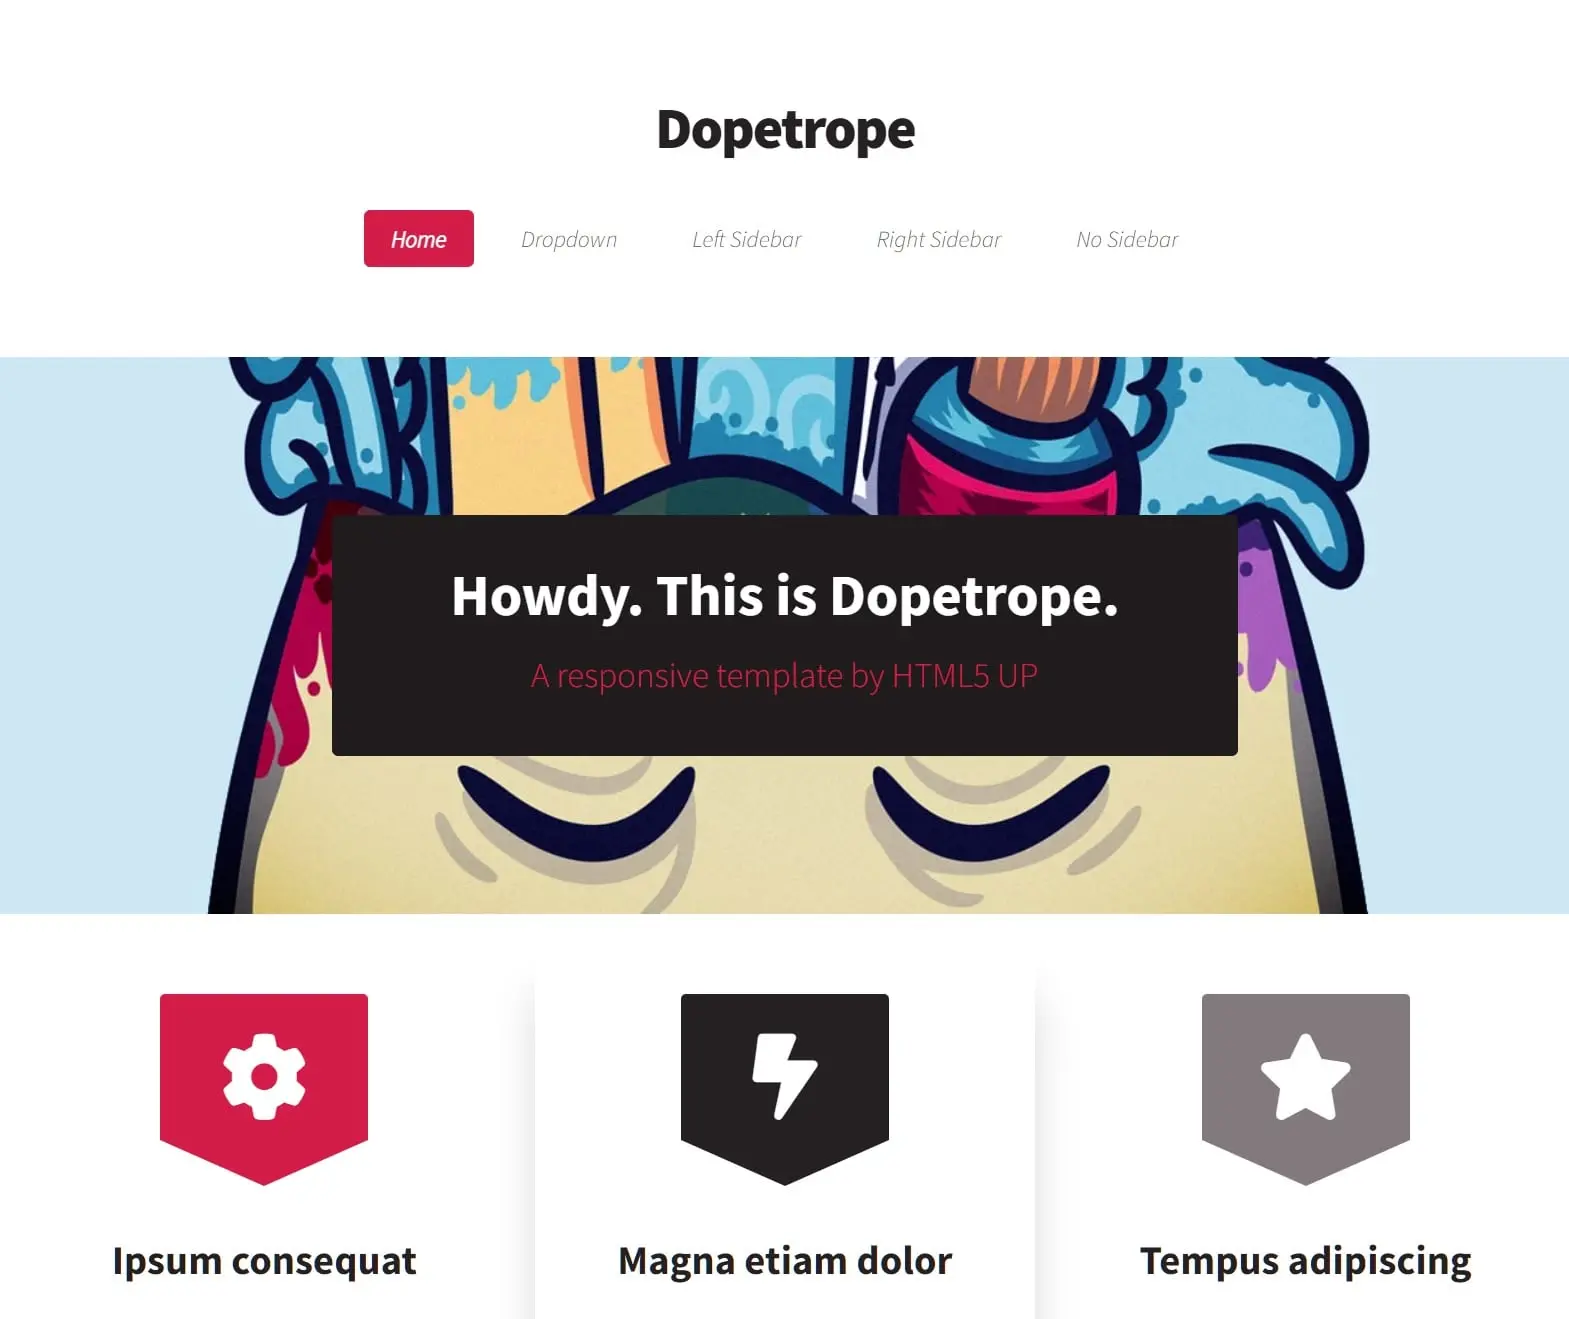 Dopetrope
Home Dropdown Left Sidebar Right Sidebar No Sidebar
Howdy. This is Dopetrope.
A responsive template by HTML5 UP
Ipsum consequat Magna etiam dolor Tempus adipiscing